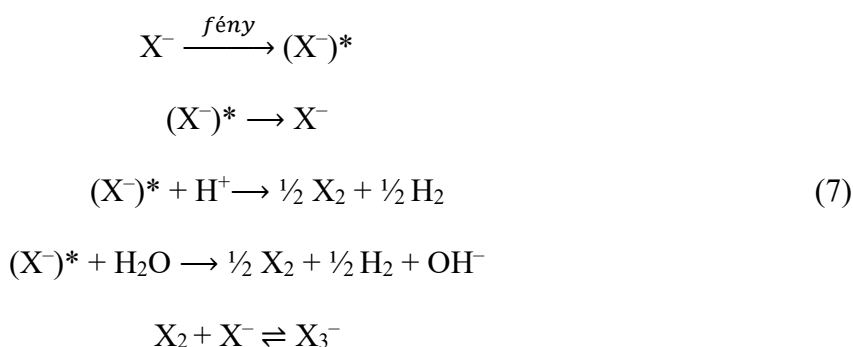 X⁻ —fény→ (X⁻)*
(X⁻)* ⟶ X⁻
(X⁻)* + H⁺ ⟶ ½ X₂ + ½ H₂ (7)
(X⁻)* + H₂O ⟶ ½ X₂ + ½ H₂ + OH⁻
X₂ + X⁻ ⇌ X₃⁻